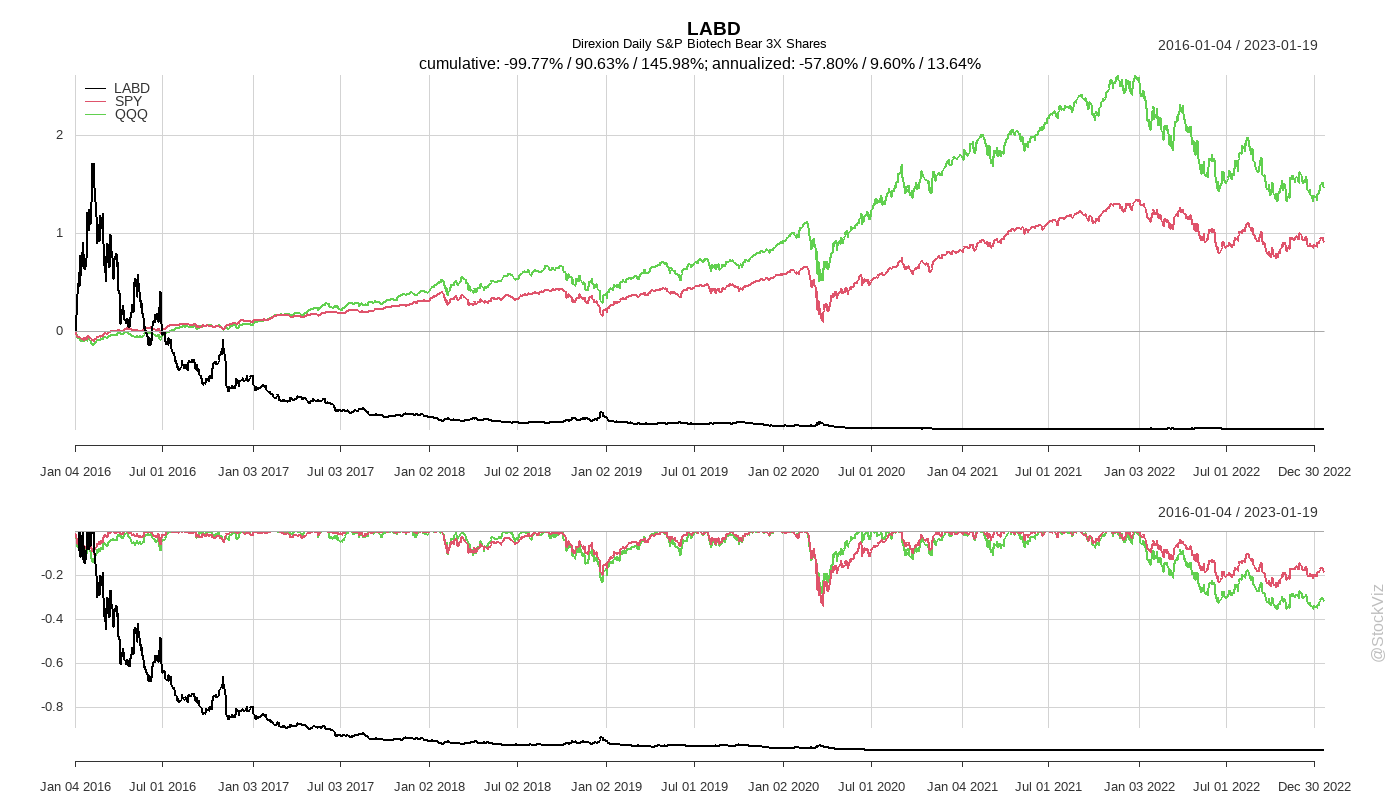 LABD
Direxion Daily S&P Biotech Bear 3X Shares
2016-01-04 / 2023-01-19
cumulative: -99.77% / 90.63% / 145.98%; annualized: -57.80% / 9.60% / 13.64%
LABD
SPY
QQQ
2
1
0
Jan 04 2016 Jul 01 2016 Jan 03 2017 Jul 03 2017 Jan 02 2018 Jul 02 2018 Jan 02 2019 Jul 01 2019 Jan 02 2020 Jul 01 2020 Jan 04 2021 Jul 01 2021 Jan 03 2022 Jul 01 2022 Dec 30 2022
2016-01-04 / 2023-01-19
-0.2
-0.4
-0.6
-0.8
Jan 04 2016 Jul 01 2016 Jan 03 2017 Jul 03 2017 Jan 02 2018 Jul 02 2018 Jan 02 2019 Jul 01 2019 Jan 02 2020 Jul 01 2020 Jan 04 2021 Jul 01 2021 Jan 03 2022 Jul 01 2022 Dec 30 2022
@StockViz